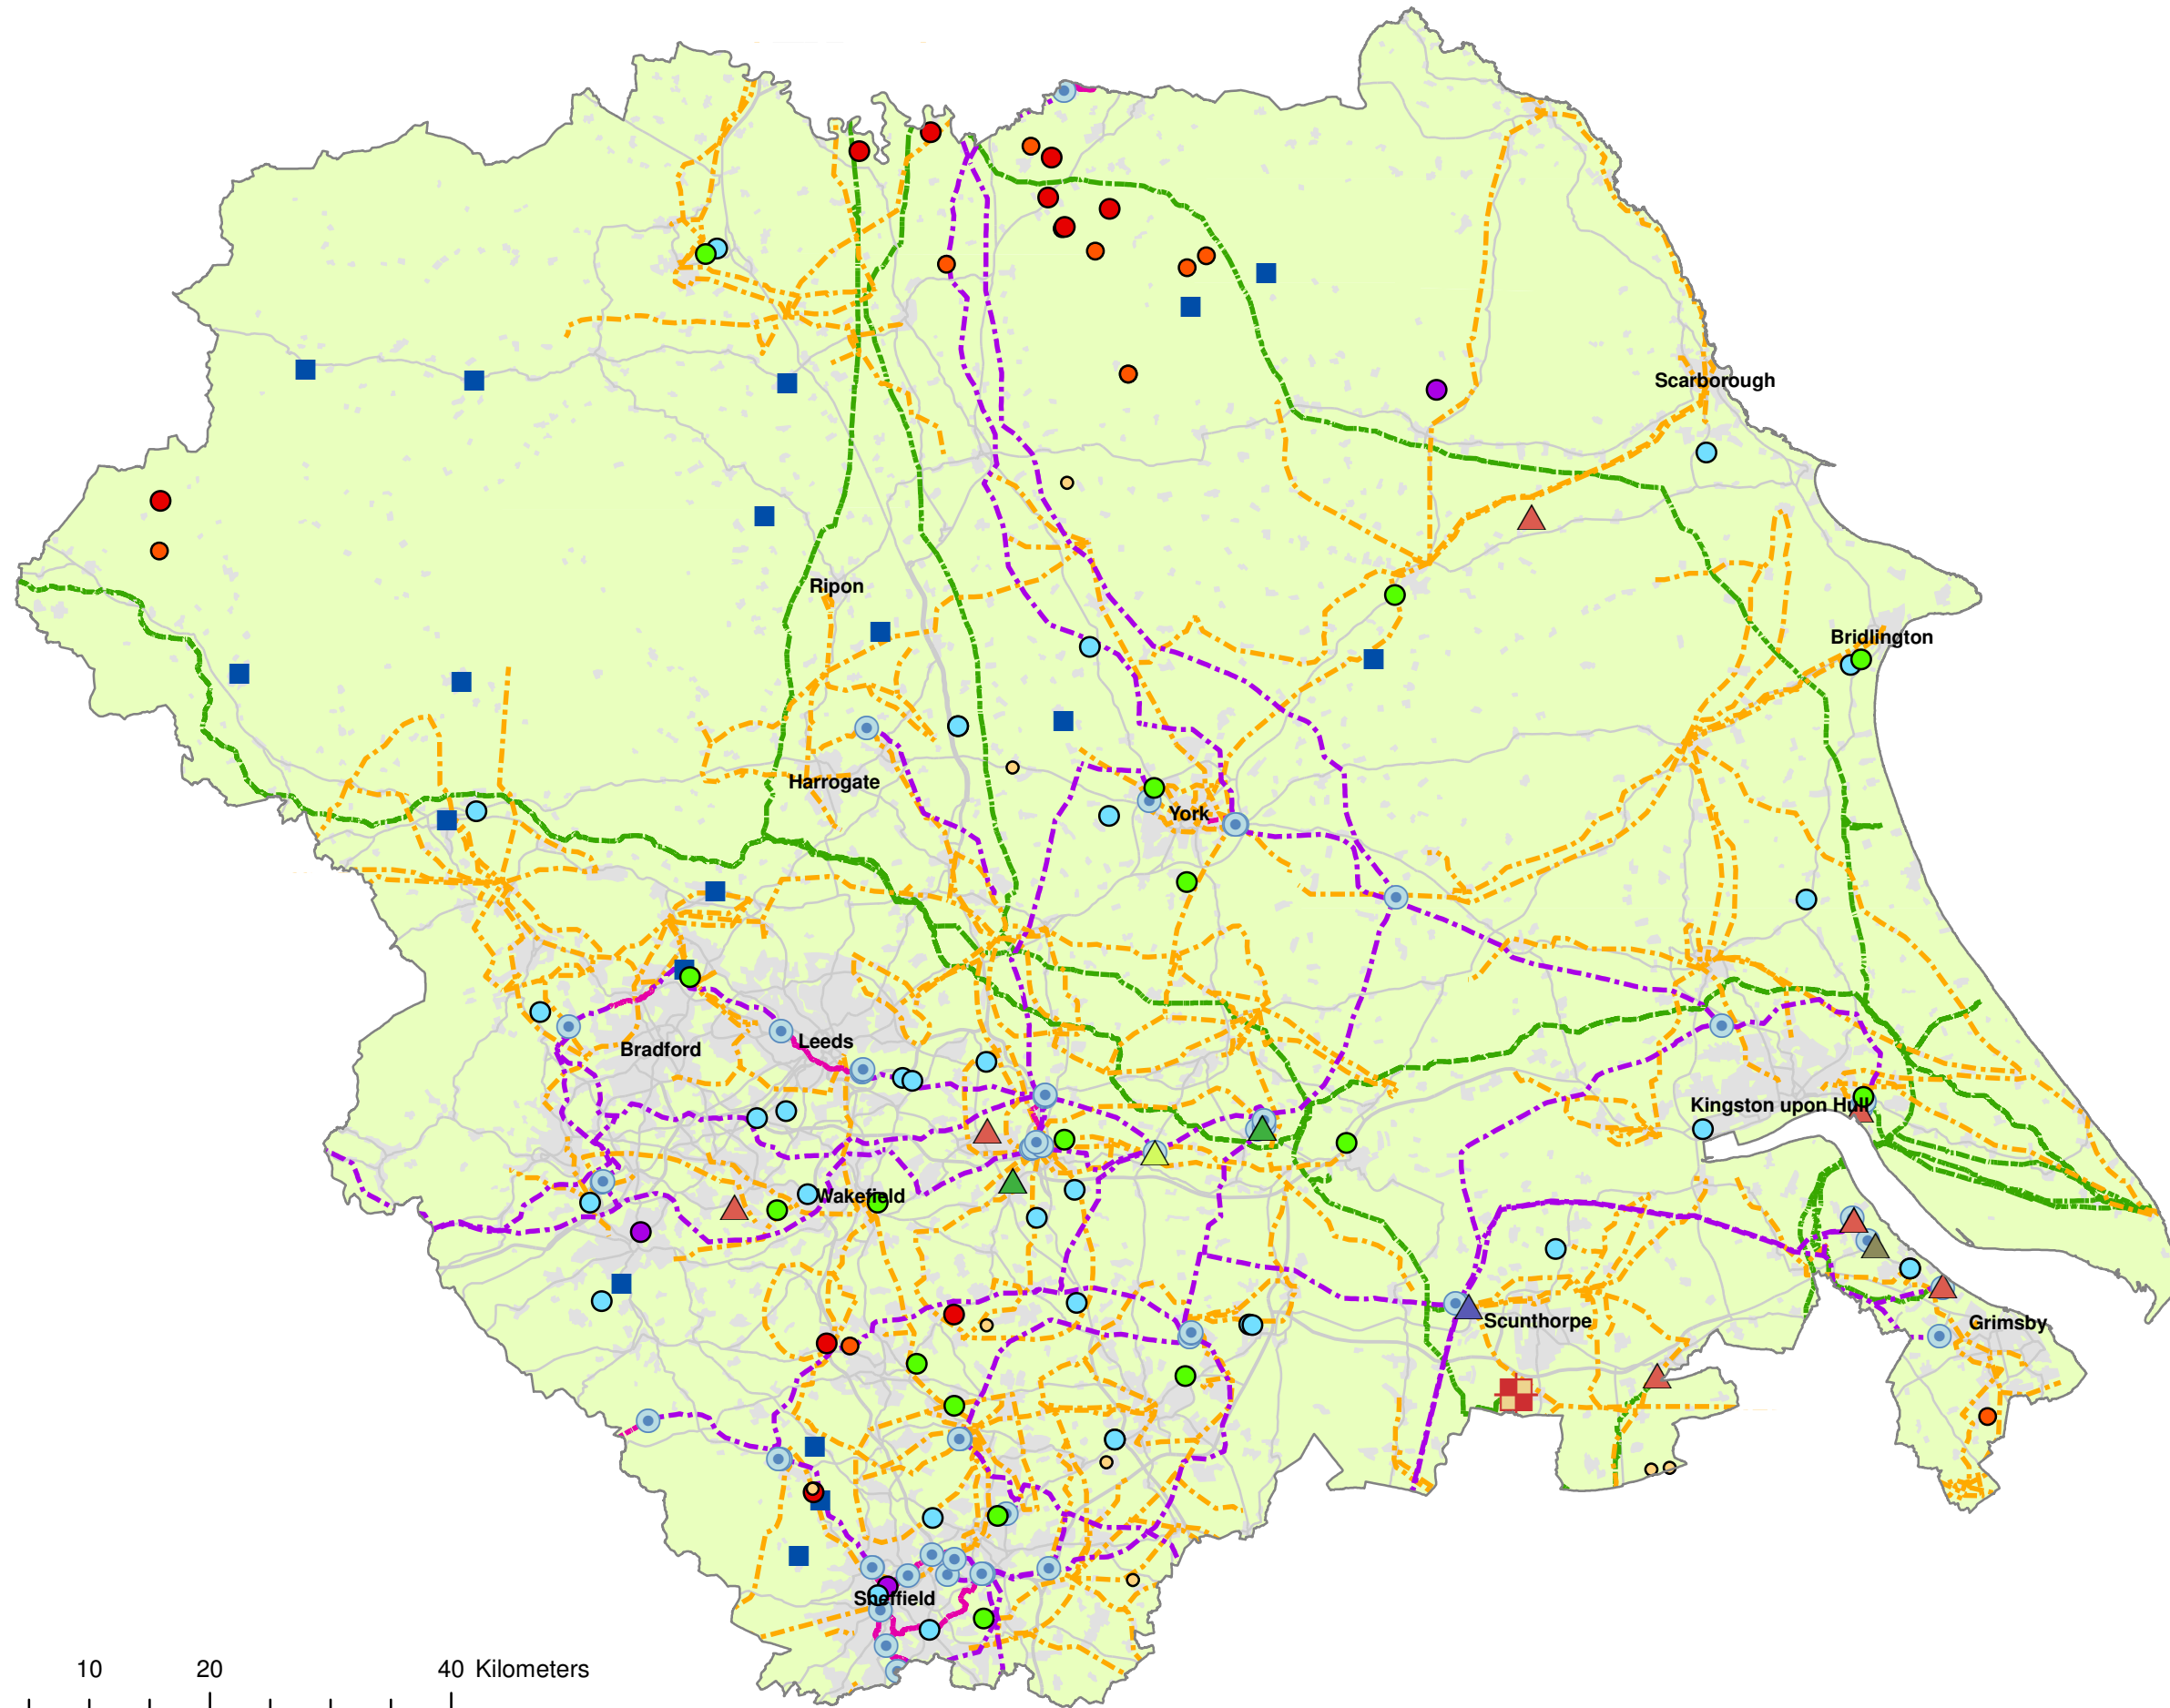 Scarborough
Ripon
Bridlington
Harrogate
York
Leeds
Bradford
Kingston upon Hull
Wakefield
Scunthorpe
Grimsby
Sheffield
10 20 40 Kilometers